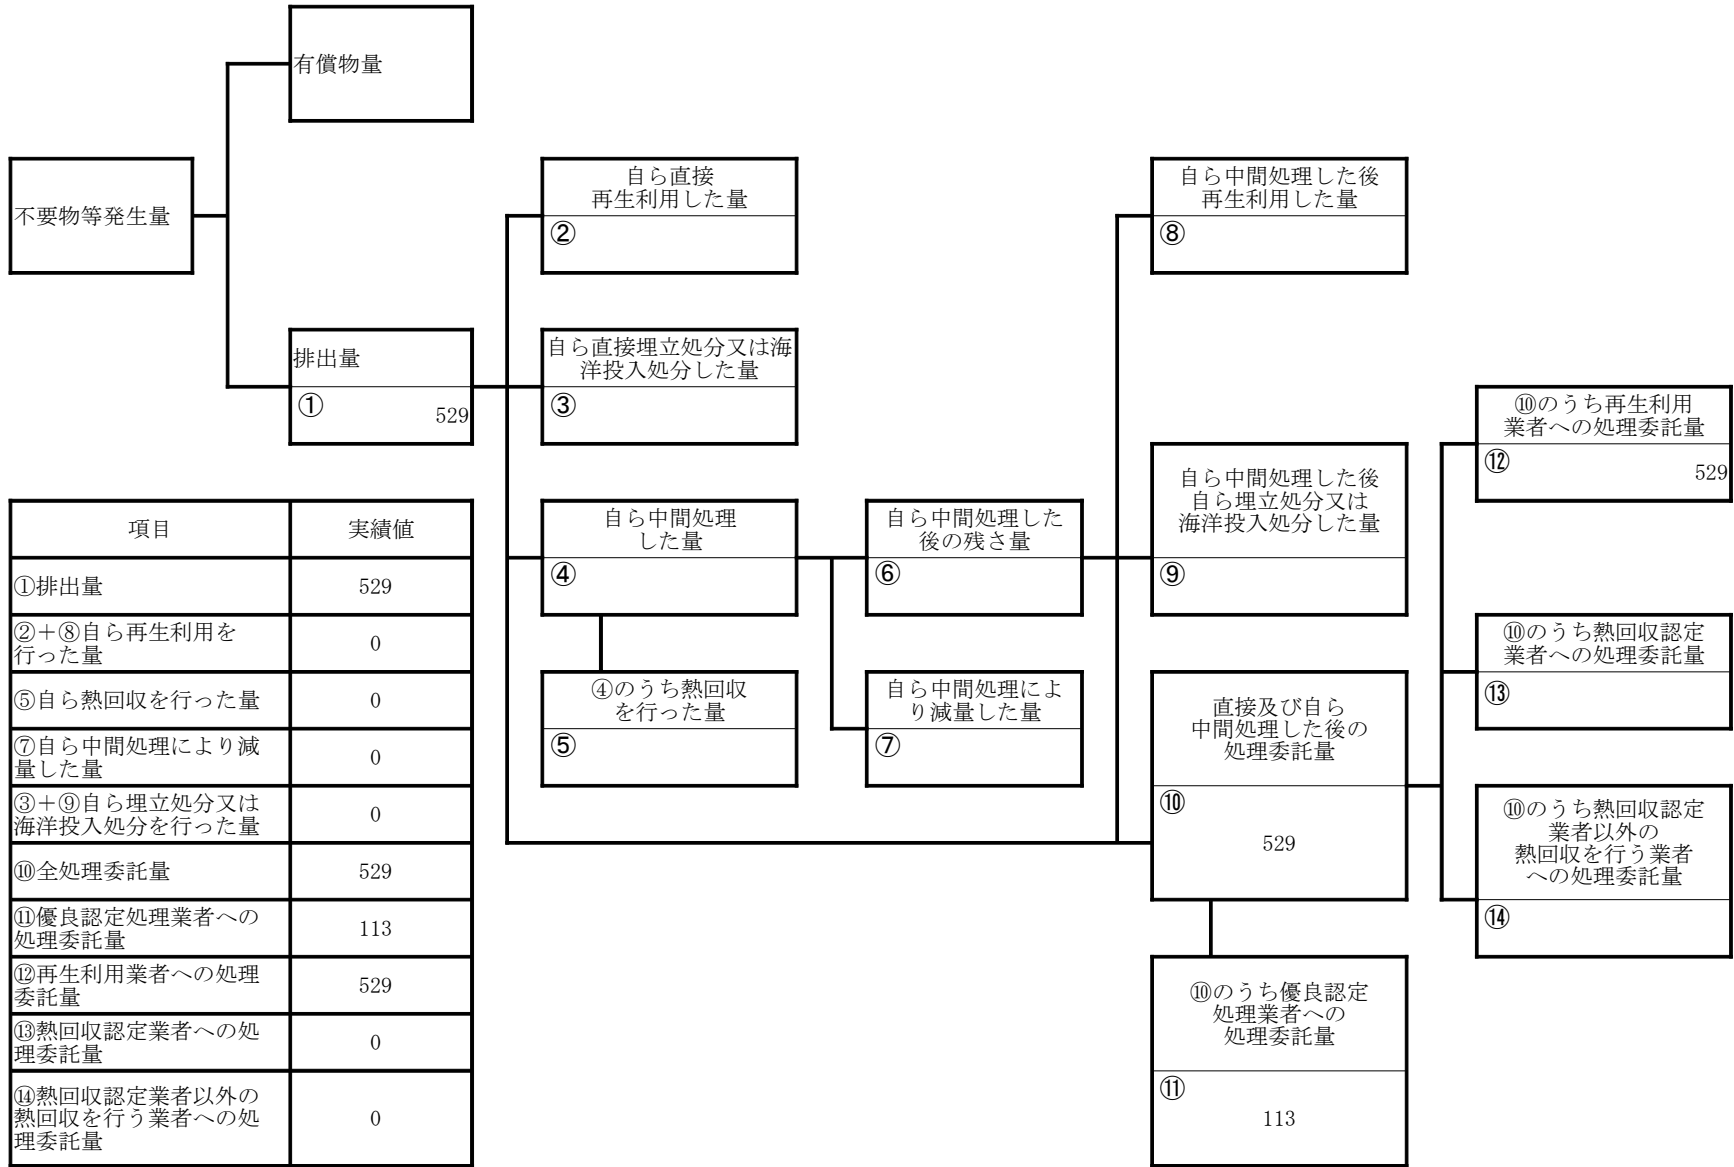 有償物量
不要物等発生量
自ら直接
再生利用した量
②
自ら中間処理した後
再生利用した量
⑧
排出量
①
529
自ら直接埋立処分又は海
洋投入処分した量
③
⑩のうち再生利用
業者への処理委託量
⑫
529
自ら中間処理した後
自ら埋立処分又は
海洋投入処分した量
⑨
自ら中間処理
した量
④
自ら中間処理した
後の残さ量
⑥
⑩のうち熱回収認定
業者への処理委託量
⑬
④のうち熱回収
を行った量
⑤
自ら中間処理によ
り減量した量
⑦
直接及び自ら
中間処理した後の
処理委託量
⑩
529
⑩のうち熱回収認定
業者以外の
熱回収を行う業者
への処理委託量
⑭
⑩のうち優良認定
処理業者への
処理委託量
⑪
113
項目 実績値
①排出量 529
②+⑧自ら再生利用を
行った量 0
⑤自ら熱回収を行った量 0
⑦自ら中間処理により減
量した量 0
③+⑨自ら埋立処分又は
海洋投入処分を行った量 0
⑩全処理委託量 529
⑪優良認定処理業者への
処理委託量 113
⑫再生利用業者への処理
委託量 529
⑬熱回収認定業者への処
理委託量 0
⑭熱回収認定業者以外の
熱回収を行う業者への処
理委託量 0